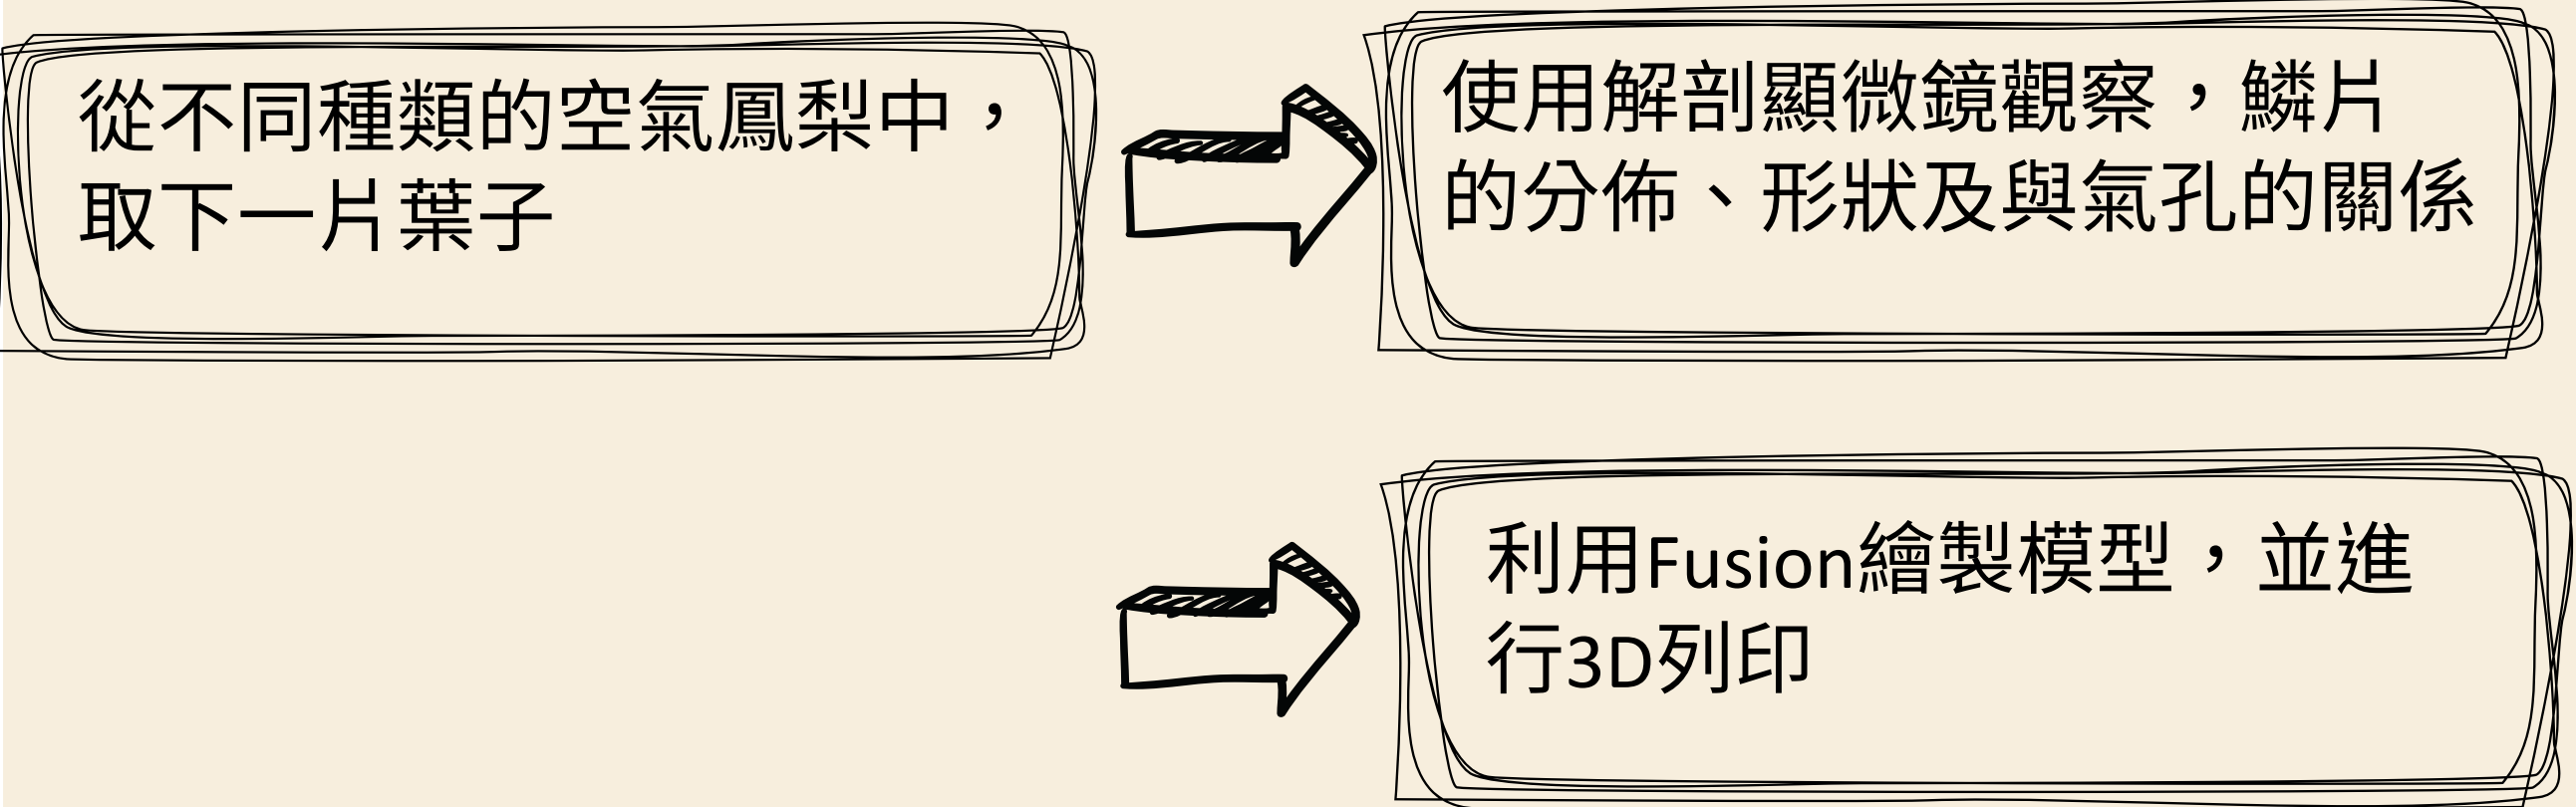 從不同種類的空氣鳳梨中，
取下一片葉子
使用解剖顯微鏡觀察，鱗片
的分佈、形狀及與氣孔的關係
利用Fusion繪製模型，並進
行3D列印